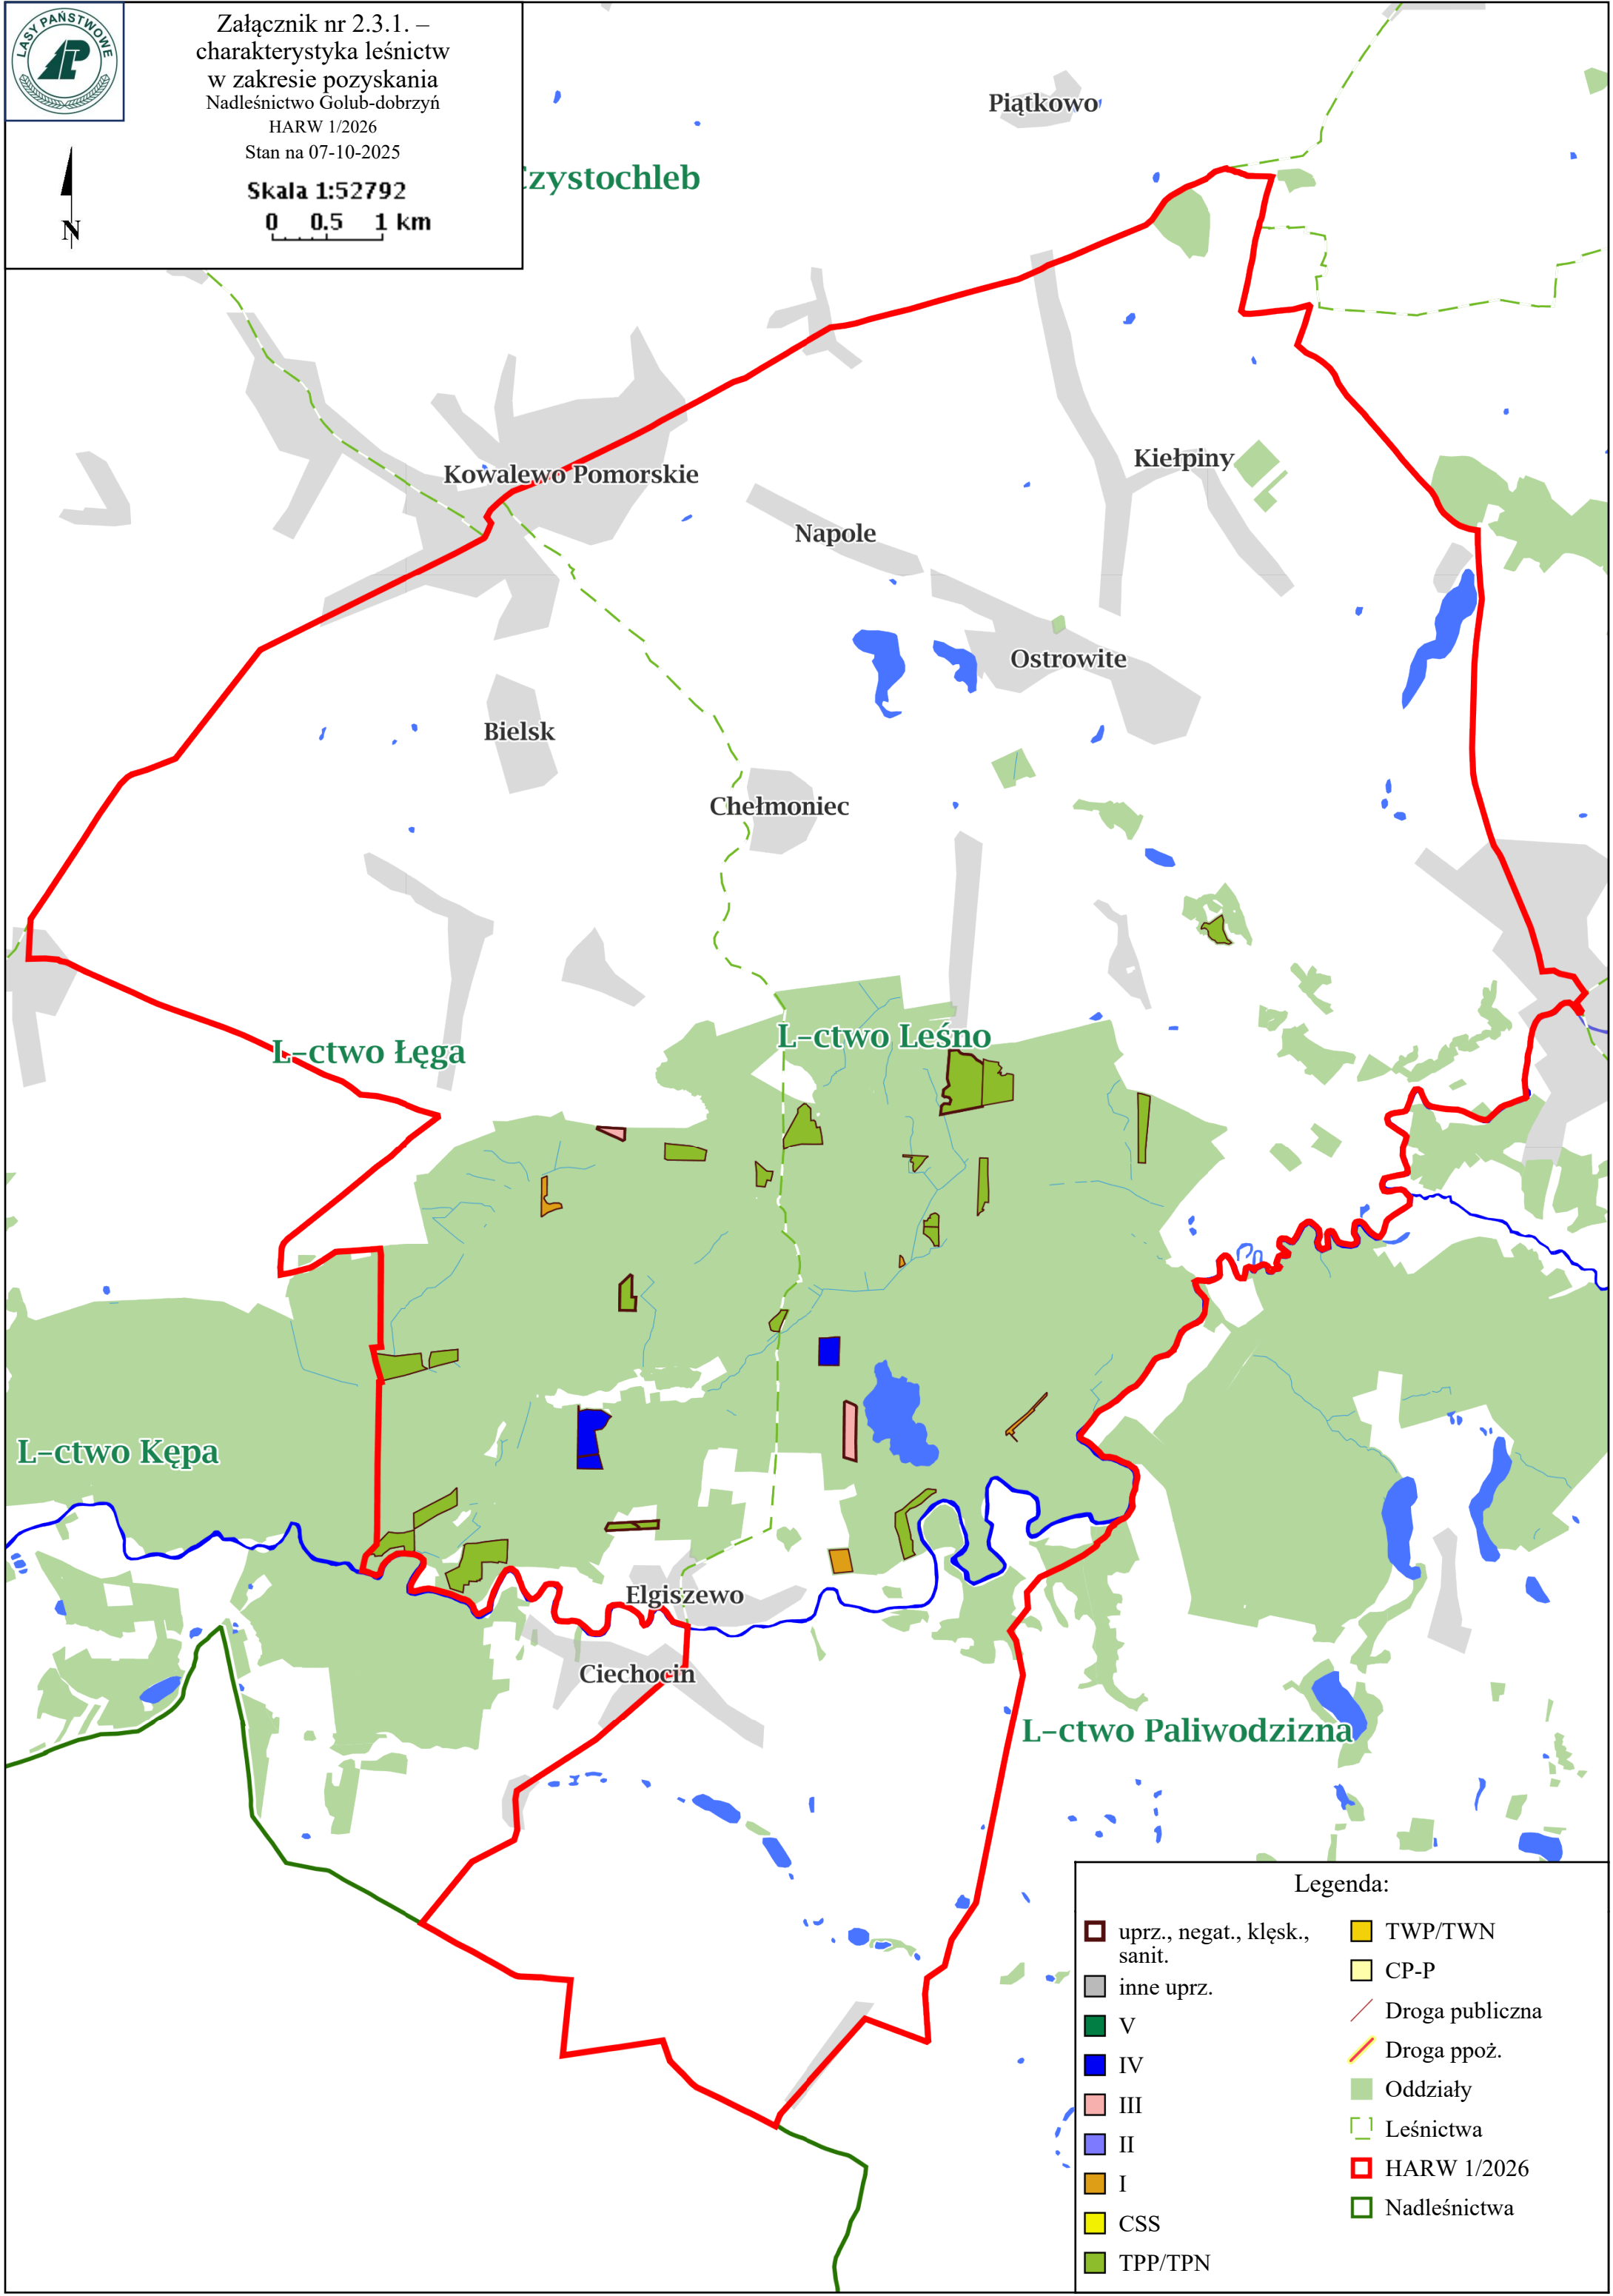 LASY PAŃSTWOWE
Załącznik nr 2.3.1. –
charakterystyka leśnictw
w zakresie pozyskania
Nadleśnictwo Golub-dobrzyń
HARW 1/2026
Stan na 07-10-2025
Skala 1:52792
0 0.5 1 km
N
Piątkowo
zystochleb
Kowalewo Pomorskie
Kiełpiny
Napole
Ostrowite
Bielsk
Chełmoniec
L-ctwo Leśno
L-ctwo Łęga
L-ctwo Kępa
Elgiszewo
Ciechocin
L-ctwo Paliwodzizna
Legenda:
uprz., negat., klęsk.,
sanit.
inne uprz.
V
IV
III
II
I
CSS
TPP/TPN
TWP/TWN
CP-P
Droga publiczna
Droga ppoż.
Oddziały
Leśnictwa
HARW 1/2026
Nadleśnictwa